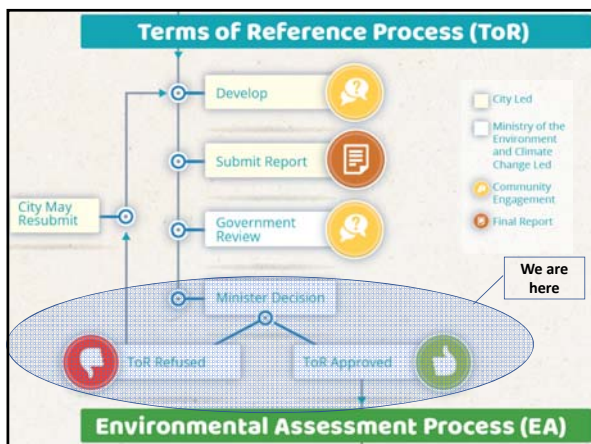 Terms of Reference Process (ToR)
Develop
Submit Report
City May
Resubmit
Government
Review
Minister Decision
ToR Refused
ToR Approved
City Led
Ministry of the
Environment
and Climate
Change Led
Community
Engagement
Final Report
We are
here
Environmental Assessment Process (EA)